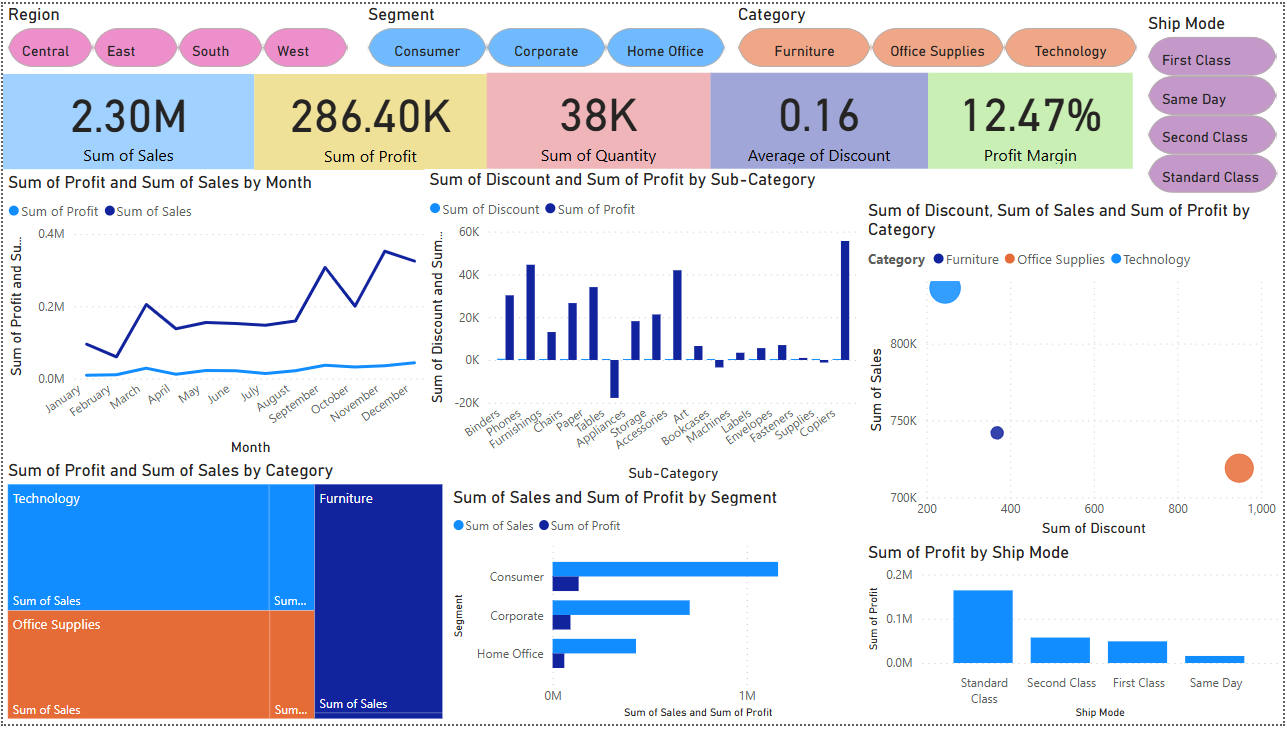 Region
Central
East
South
West
Segment
Consumer
Corporate
Home Office
Category
Furniture
Office Supplies
Technology
Ship Mode
First Class
Same Day
Second Class
Standard Class
2.30M
Sum of Sales
286.40K
Sum of Profit
38K
Sum of Quantity
0.16
Average of Discount
12.47%
Profit Margin
Sum of Profit and Sum of Sales by Month
Sum of Profit
Sum of Sales
Sum of Profit and Su...
0.4M
0.2M
0.0M
January
February
March
April
May
June
July
August
September
October
November
December
Month
Sum of Discount and Sum of Profit by Sub-Category
Sum of Discount
Sum of Profit
Sum of Discount and Sum...
60K
40K
20K
0K
-20K
Binders
Phones
Furnishings
Chairs
Paper
Tables
Appliances
Storage
Accessories
Art
Bookcases
Machines
Labels
Envelopes
Fasteners
Supplies
Copiers
Sub-Category
Sum of Discount, Sum of Sales and Sum of Profit by
Category
Category
Furniture
Office Supplies
Technology
Sum of Sales
800K
750K
700K
200
400
600
800
1,000
Sum of Discount
Sum of Profit and Sum of Sales by Category
Technology
Sum of Sales
Sum...
Office Supplies
Sum of Sales
Sum...
Furniture
Sum of Sales
Sum of Sales and Sum of Profit by Segment
Sum of Sales
Sum of Profit
Segment
Consumer
Corporate
Home Office
0M
1M
Sum of Sales and Sum of Profit
Sum of Profit by Ship Mode
Sum of Profit
0.2M
0.1M
0.0M
Standard
Class
Second Class
First Class
Same Day
Ship Mode